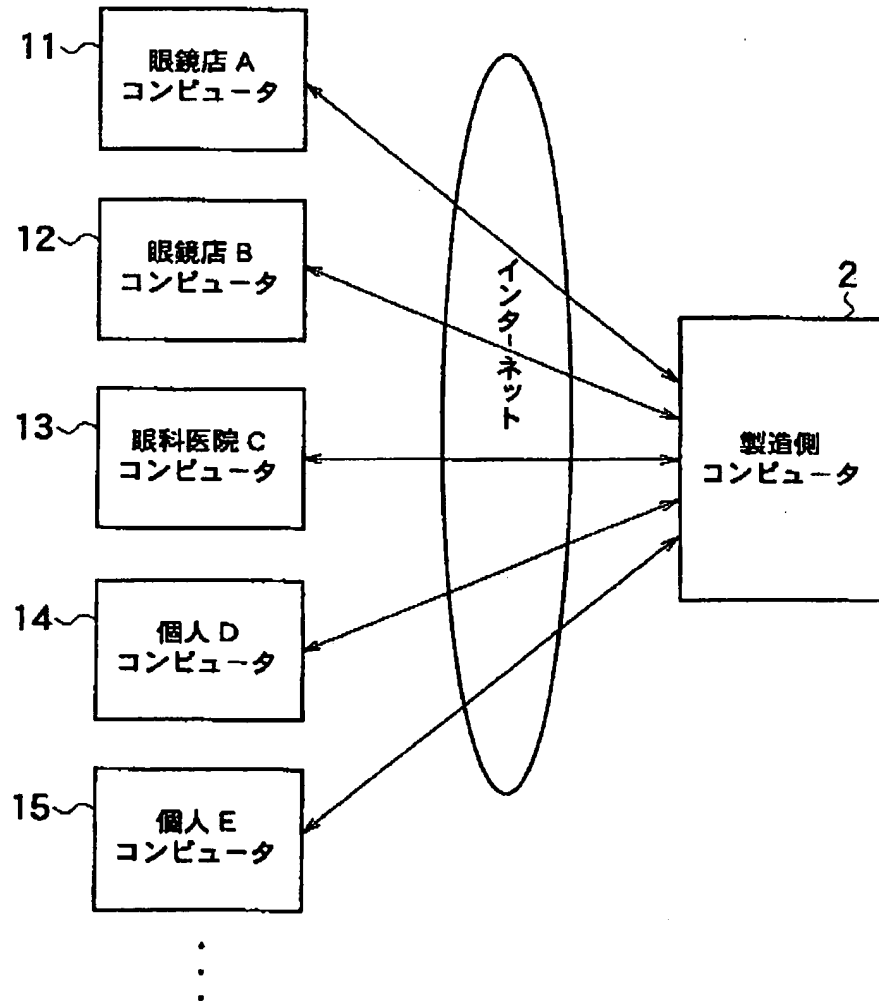 11
眼鏡店 A
コンピュータ
12
眼鏡店 B
コンピュータ
13
眼科医院 C
コンピュータ
14
個人 D
コンピュータ
15
個人 E
コンピュータ
インターネット
2
製造側
コンピュータ